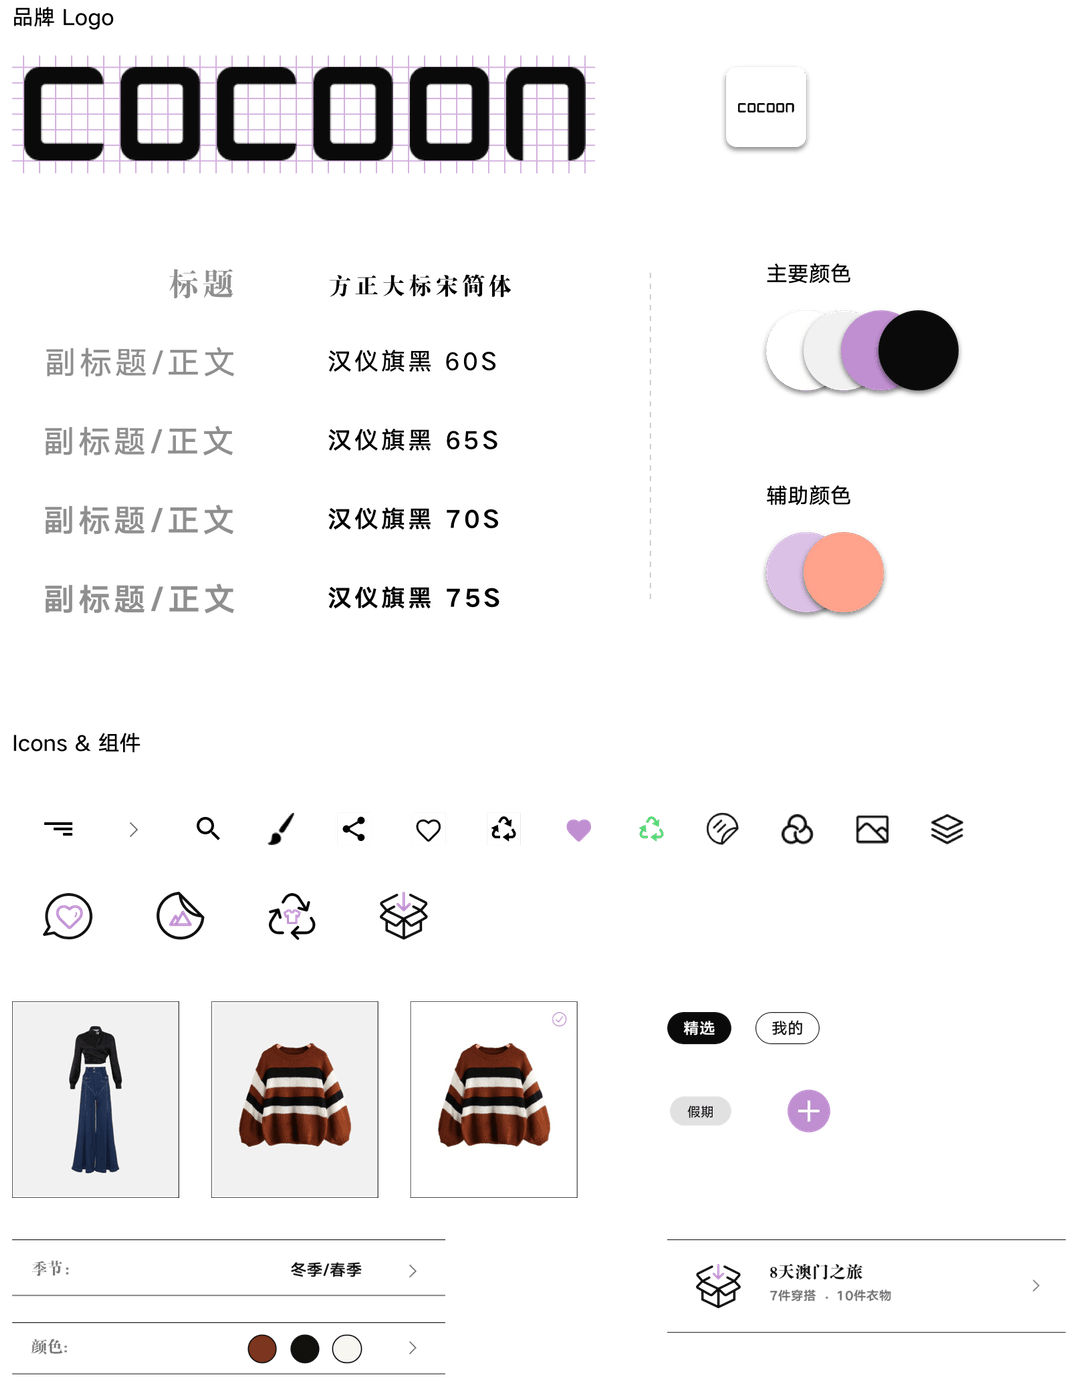 品牌 Logo
COCOON
COCOON
标题
方正大标宋简体
副标题/正文
汉仪旗黑 60S
副标题/正文
汉仪旗黑 65S
副标题/正文
汉仪旗黑 70S
副标题/正文
汉仪旗黑 75S
主要颜色
辅助颜色
Icons & 组件
精选
我的
假期
季节:
冬季/春季
颜色:
8天澳门之旅
7件穿搭 · 10件衣物